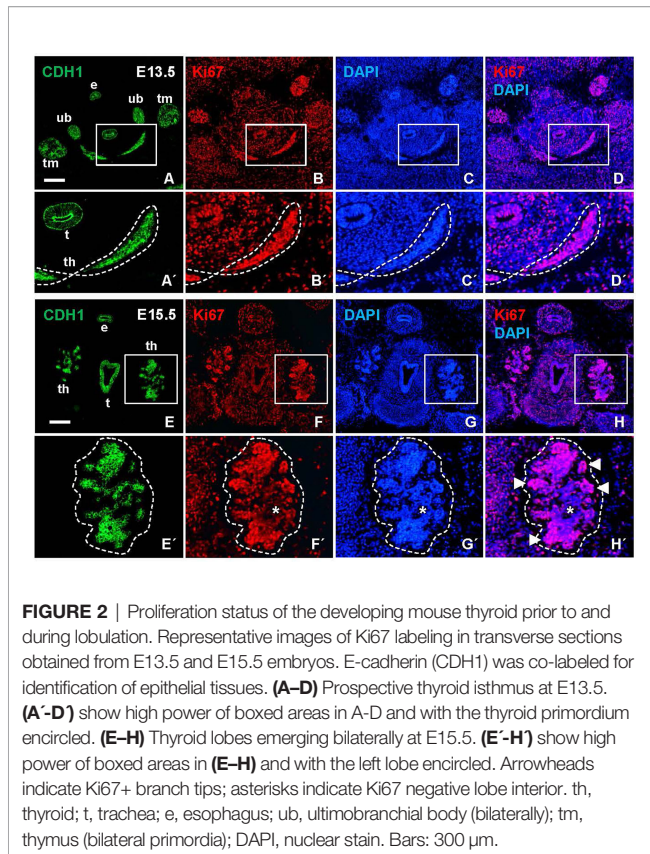 CDH1 E13.5 Ki67 DAPI Ki67
DAPI
e
ub tm
ub
tm
A B C D
t
th
A´ B´ C´ D´
CDH1 E15.5 Ki67 DAPI Ki67
DAPI
e
th
th
t
E F G H
* * *
E´ F´ G´ H´
FIGURE 2 | Proliferation status of the developing mouse thyroid prior to and
during lobulation. Representative images of Ki67 labeling in transverse sections
obtained from E13.5 and E15.5 embryos. E-cadherin (CDH1) was co-labeled for
identification of epithelial tissues. (A–D) Prospective thyroid isthmus at E13.5.
(A´-D´) show high power of boxed areas in A-D and with the thyroid primordium
encircled. (E–H) Thyroid lobes emerging bilaterally at E15.5. (E´-H´) show high
power of boxed areas in (E–H) and with the left lobe encircled. Arrowheads
indicate Ki67+ branch tips; asterisks indicate Ki67 negative lobe interior. th,
thyroid; t, trachea; e, esophagus; ub, ultimobranchial body (bilaterally); tm,
thymus (bilateral primordia); DAPI, nuclear stain. Bars: 300 µm.